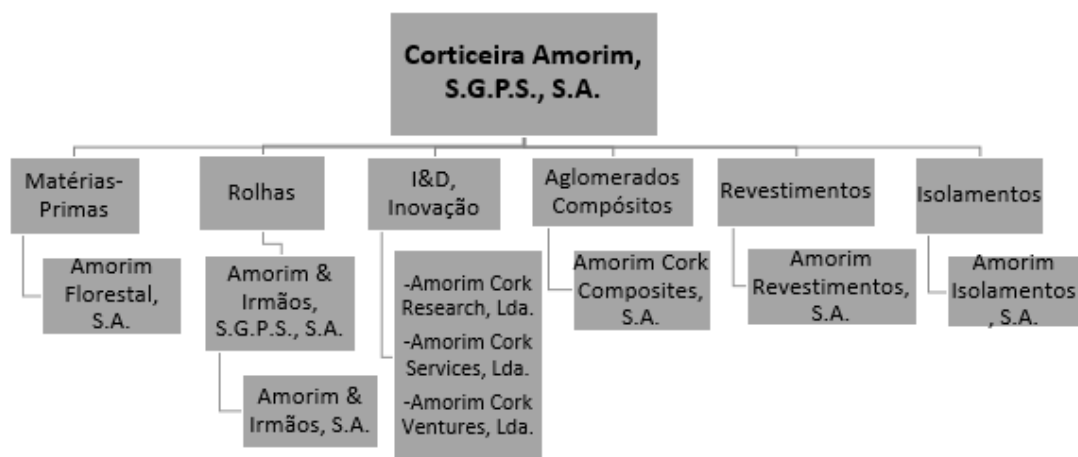 Corticeira Amorim,
S.G.P.S., S.A.
Matérias-
Primas
Rolhas
I&D,
Inovação
Aglomerados
Compósitos
Revestimentos
Isolamentos
Amorim
Florestal,
S.A.
Amorim &
Irmãos,
S.G.P.S., S.A.
Amorim &
Irmãos, S.A.
-Amorim Cork
Research, Lda.
-Amorim Cork
Services, Lda.
-Amorim Cork
Ventures, Lda.
Amorim Cork
Composites,
S.A.
Amorim
Revestimentos,
S.A.
Amorim
Isolamentos
, S.A.